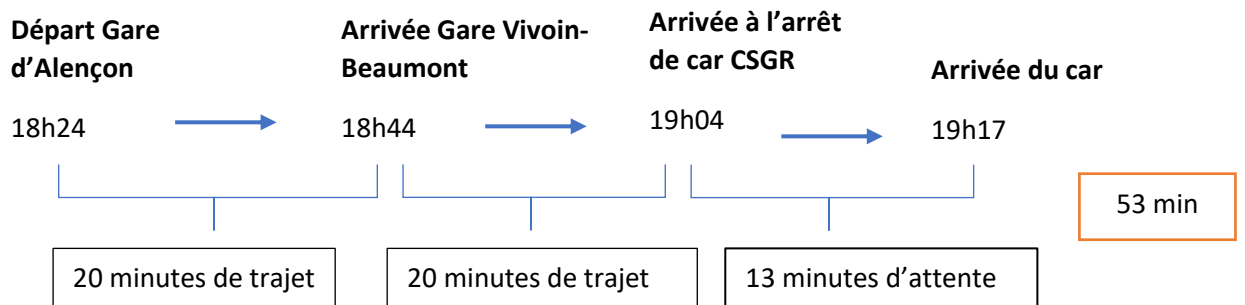 Départ Gare
d’Alençon
Arrivée Gare Vivoin-
Beaumont
Arrivée à l’arrêt
de car CSGR
Arrivée du car
18h24
18h44
19h04
19h17
53 min
20 minutes de trajet
20 minutes de trajet
13 minutes d’attente